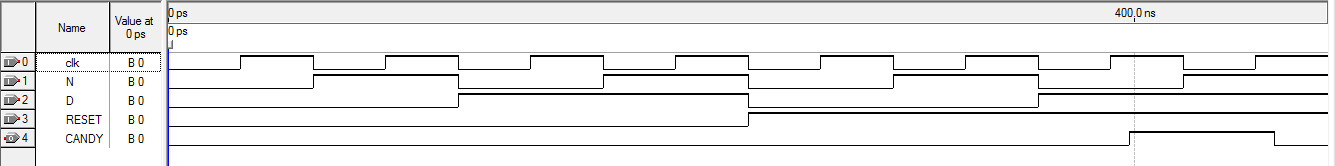 Name
Value at
0 ps
0 ps
400.0 ns
0 ps
0 clk B 0
1 N B 0
2 D B 0
3 RESET B 0
4 CANDY B 0